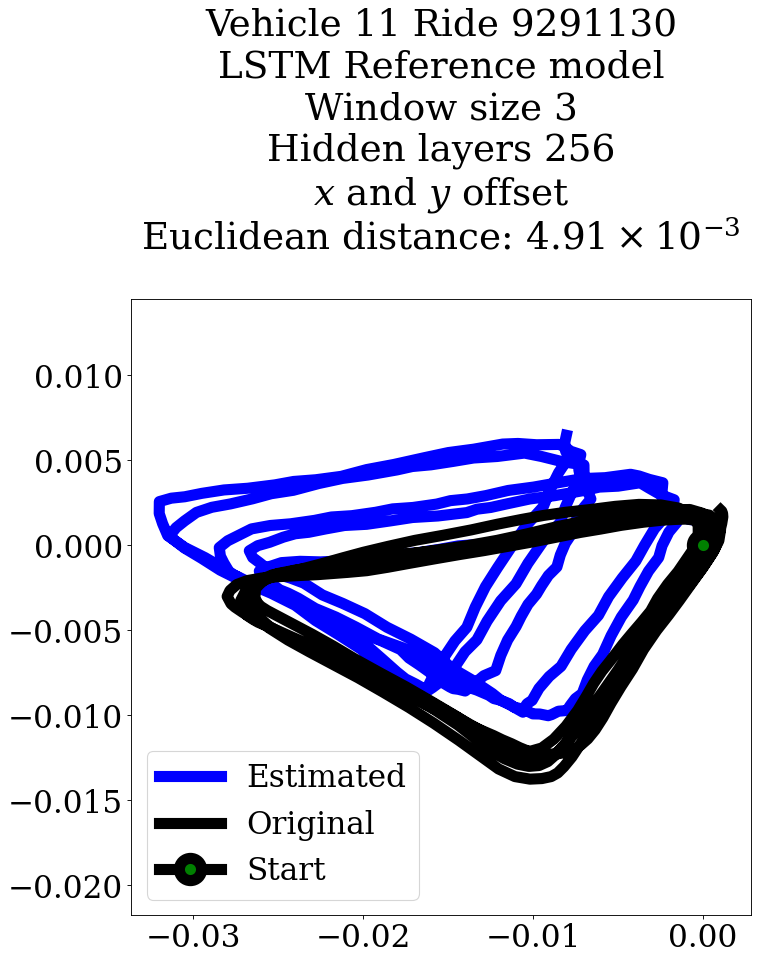 Vehicle 11 Ride 9291130
LSTM Reference model
Window size 3
Hidden layers 256
x and y offset
Euclidean distance: 4.91 × 10⁻³
0.010
0.005
0.000
−0.005
−0.010
−0.015
−0.020
Estimated
Original
Start
−0.03 −0.02 −0.01 0.00